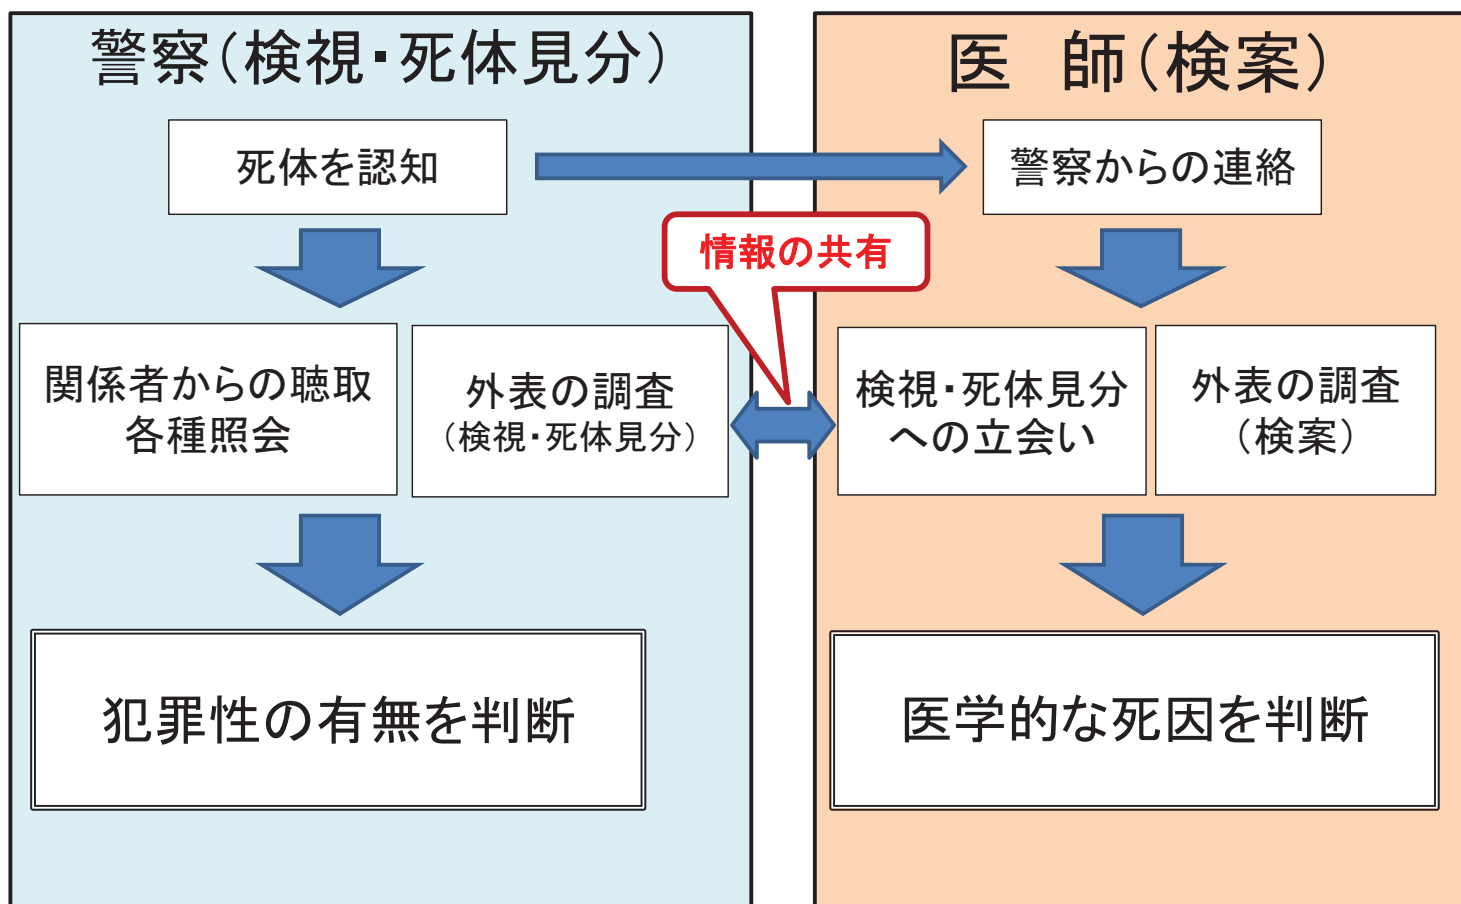 警察(検視・死体見分)
死体を認知
関係者からの聴取
各種照会
外表の調査
(検視・死体見分)
犯罪性の有無を判断
情報の共有
医　師(検案)
警察からの連絡
検視・死体見分
への立会い
外表の調査
(検案)
医学的な死因を判断